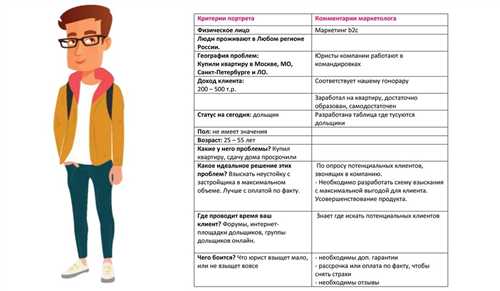 Критерии портрета
Комментарии маркетолога
Физическое лицо
Маркетинг b2c
Люди проживают в Любом регионе
России.
География проблем:
Купили квартиру в Москве, МО,
Санкт-Петербурге и ЛО.
Юристы компании работают в
командировках
Доход клиента:
200 – 500 т.р.
Соответствует нашему гонорару
Заработал на квартиру, достаточно
образован, самодостаточен
Статус на сегодня: дольщик
Разработана таблица где тусуются
дольщики
Пол: не имеет значения
Возраст: 25 – 55 лет
Какие у него проблемы? Купил
квартиру, сдачу дома просрочили
Какое идеальное решение этих
проблем? Взыскать неустойку с
застройщика в максимальном
объеме. Лучше с оплатой по факту.
По опросу потенциальных клиентов,
звонящих в компанию.
- Необходимо разработать схему взыскания
с максимальной выгодой для клиента.
Усовершенствование продукта.
Где проводит время ваш
клиент? Форумы, интернет-
площадки дольщиков, группы
дольщиков онлайн.
Знает где искать потенциальных клиентов
Чего боится? Что юрист взыщет мало,
или не взыщет вовсе
- необходимы доп. гарантии
- рассрочка или оплата по факту, чтобы
снять страхи
- необходимы отзывы